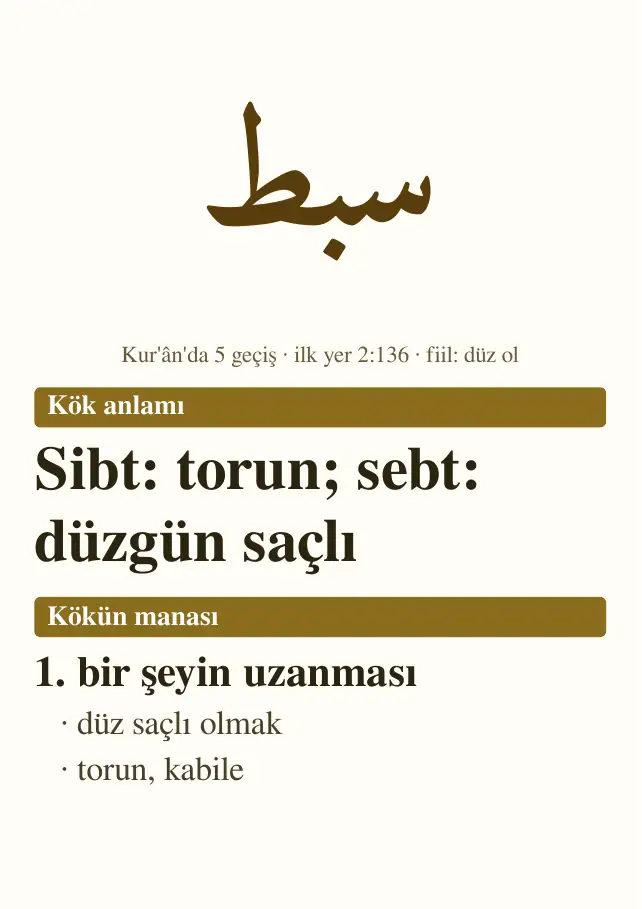 سبط
Kur'ân'da 5 geçiş · ilk yer 2:136 · fiil: düz ol
Kök anlamı
Sibt: torun; sebt:
düzgün saçlı
Kökün manası
1. bir şeyin uzanması
· düz saçlı olmak
· torun, kabile